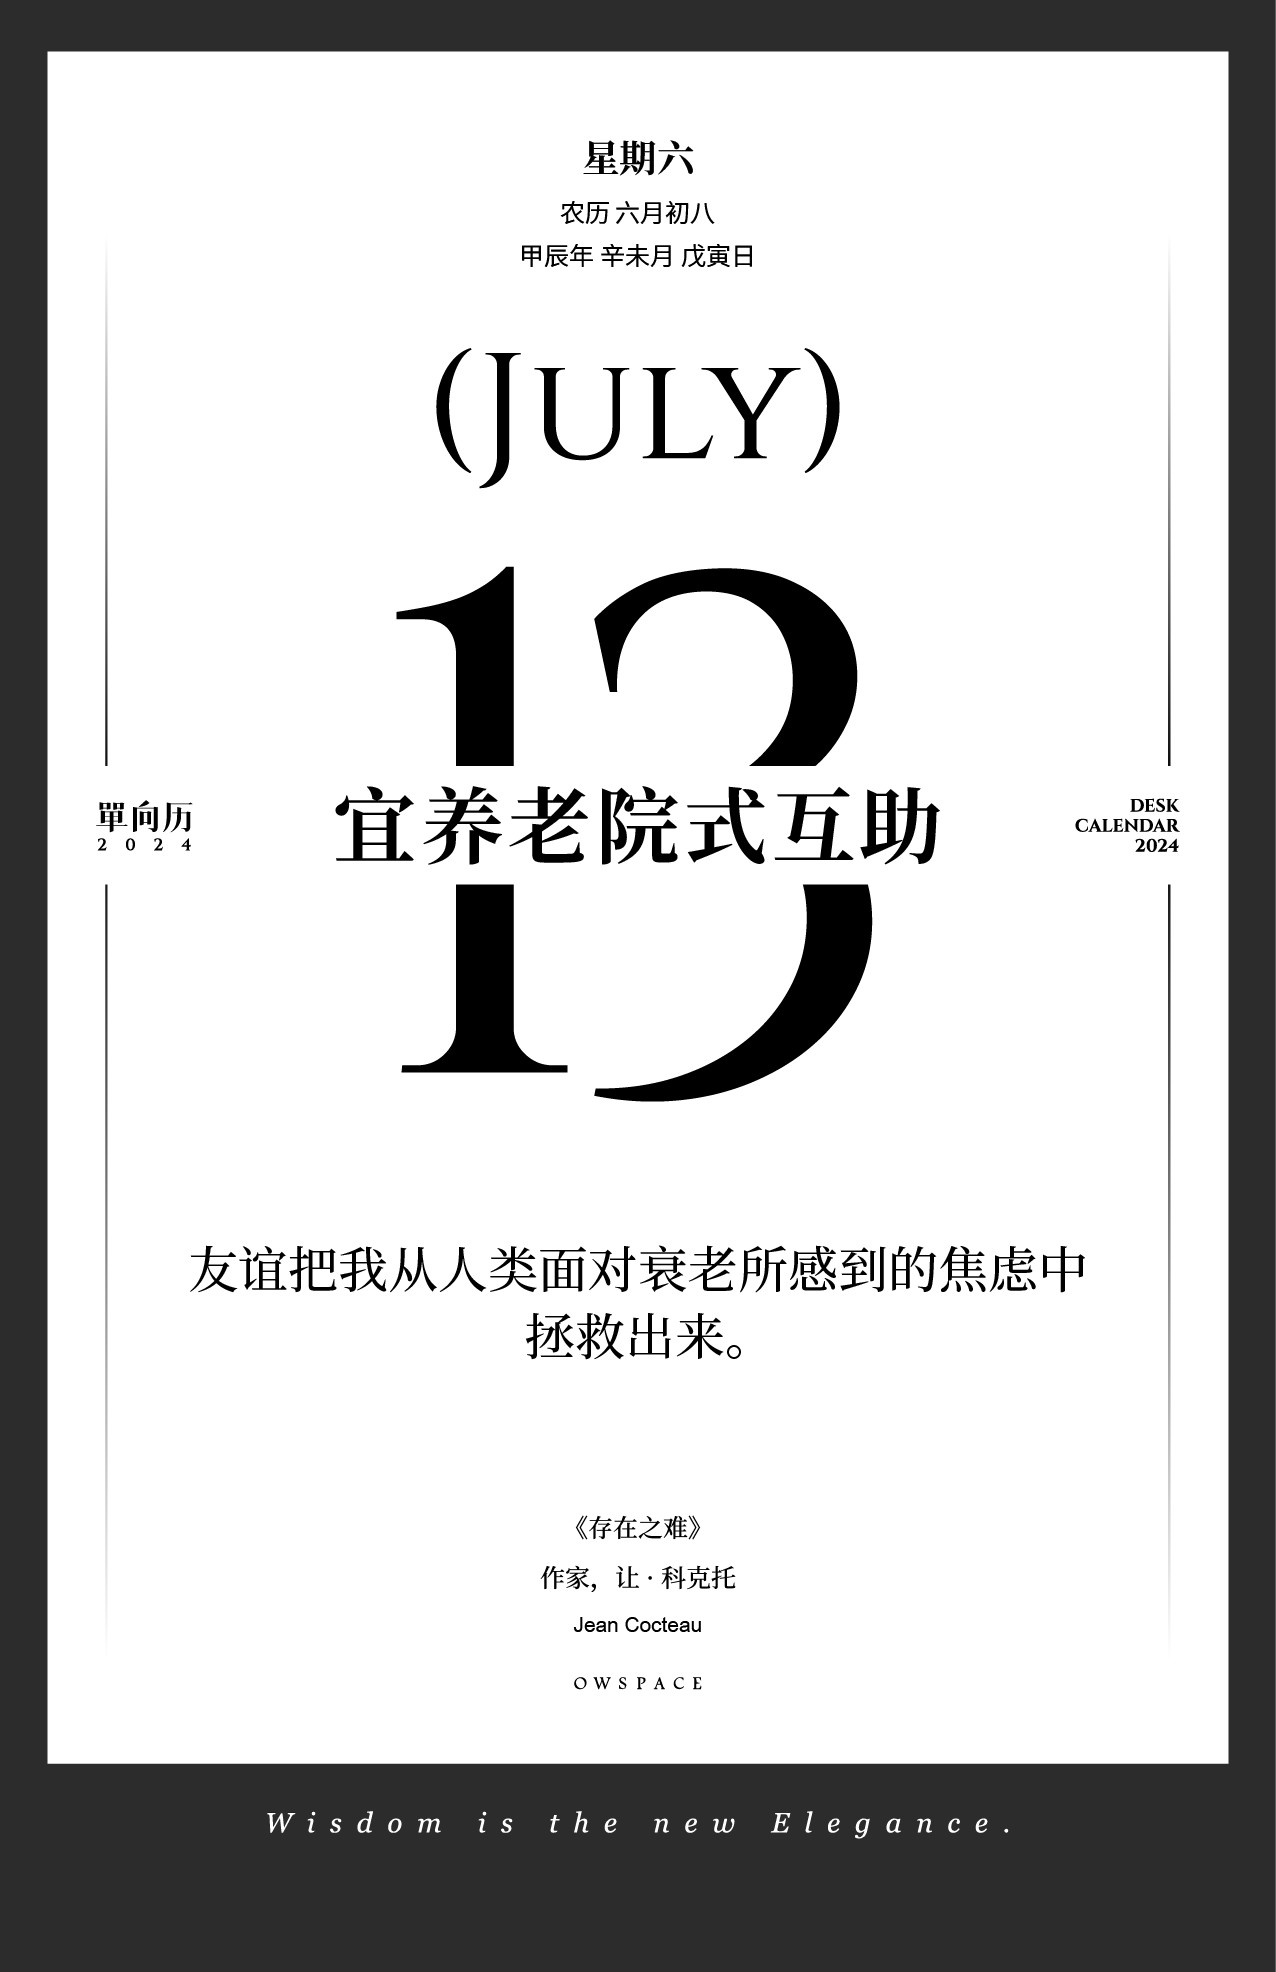 星期六
农历 六月初八
甲辰年 辛未月 戊寅日
(JULY)
13
單向历
2024
宜养老院式互助
DESK
CALENDAR
2024
友谊把我从人类面对衰老所感到的焦虑中
拯救出来。
《存在之难》
作家，让 · 科克托
Jean Cocteau
OWSPACE
Wisdom is the new Elegance.